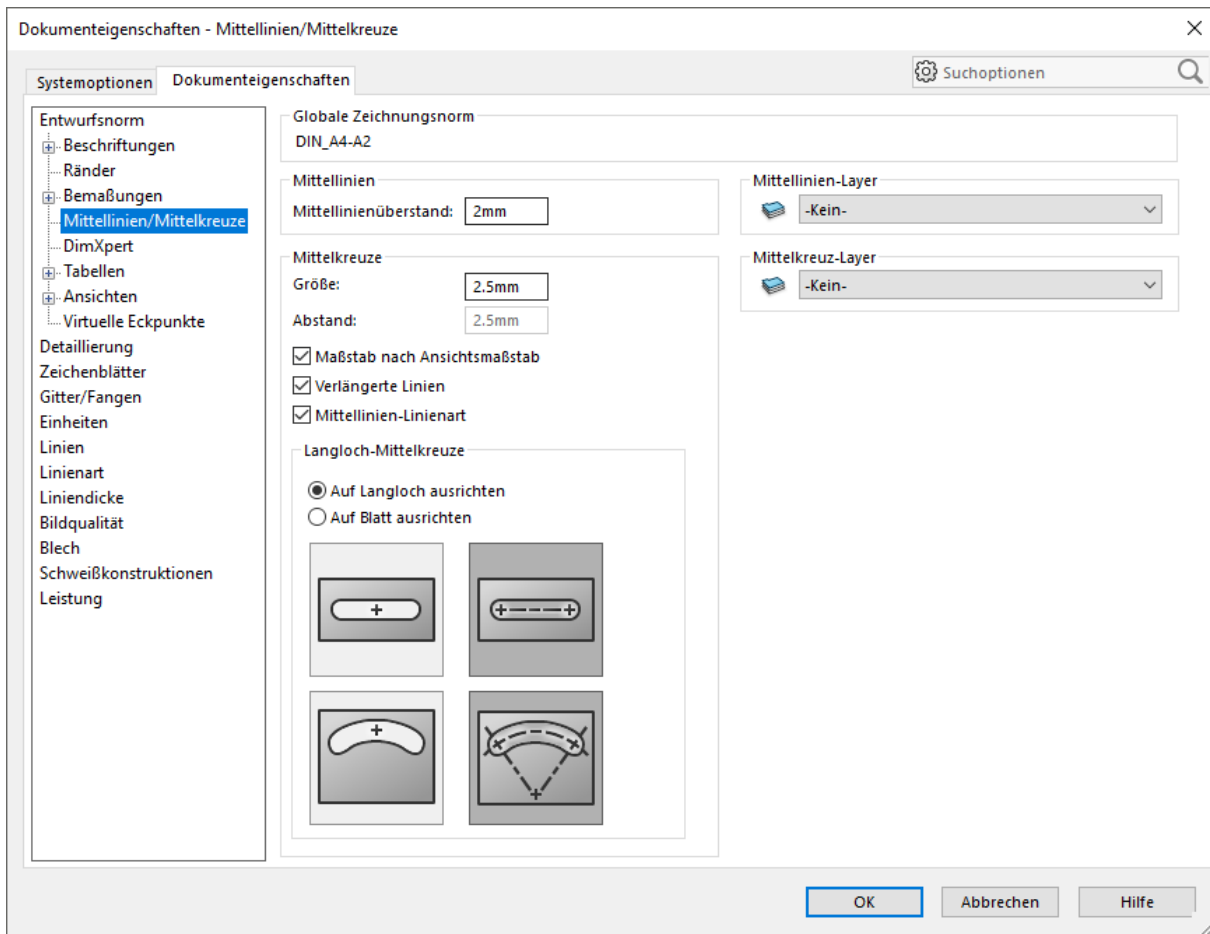 Dokumenteigenschaften - Mittellinien/Mittelkreuze
Systemoptionen
Dokumenteigenschaften
Suchoptionen
Entwurfsnorm
Beschriftungen
Ränder
Bemaßungen
Mittellinien/Mittelkreuze
DimXpert
Tabellen
Ansichten
Virtuelle Eckpunkte
Detaillierung
Zeichenblätter
Gitter/Fangen
Einheiten
Linien
Linienart
Liniendicke
Bildqualität
Blech
Schweißkonstruktionen
Leistung
Globale Zeichnungsnorm
DIN_A4-A2
Mittellinien
Mittellinienüberstand: 2mm
Mittelkreuze
Größe: 2.5mm
Abstand: 2.5mm
Maßstab nach Ansichtsmaßstab
Verlängerte Linien
Mittellinien-Linienart
Langloch-Mittelkreuze
Auf Langloch ausrichten
Auf Blatt ausrichten
Mittellinien-Layer
-Kein-
Mittelkreuz-Layer
-Kein-
OK
Abbrechen
Hilfe